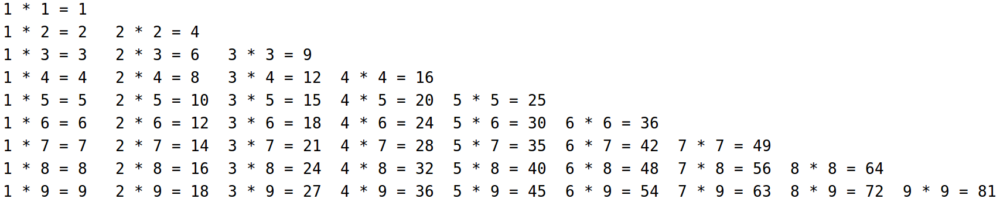 1 * 1 = 1
1 * 2 = 2   2 * 2 = 4
1 * 3 = 3   2 * 3 = 6   3 * 3 = 9
1 * 4 = 4   2 * 4 = 8   3 * 4 = 12  4 * 4 = 16
1 * 5 = 5   2 * 5 = 10  3 * 5 = 15  4 * 5 = 20  5 * 5 = 25
1 * 6 = 6   2 * 6 = 12  3 * 6 = 18  4 * 6 = 24  5 * 6 = 30  6 * 6 = 36
1 * 7 = 7   2 * 7 = 14  3 * 7 = 21  4 * 7 = 28  5 * 7 = 35  6 * 7 = 42  7 * 7 = 49
1 * 8 = 8   2 * 8 = 16  3 * 8 = 24  4 * 8 = 32  5 * 8 = 40  6 * 8 = 48  7 * 8 = 56  8 * 8 = 64
1 * 9 = 9   2 * 9 = 18  3 * 9 = 27  4 * 9 = 36  5 * 9 = 45  6 * 9 = 54  7 * 9 = 63  8 * 9 = 72  9 * 9 = 81